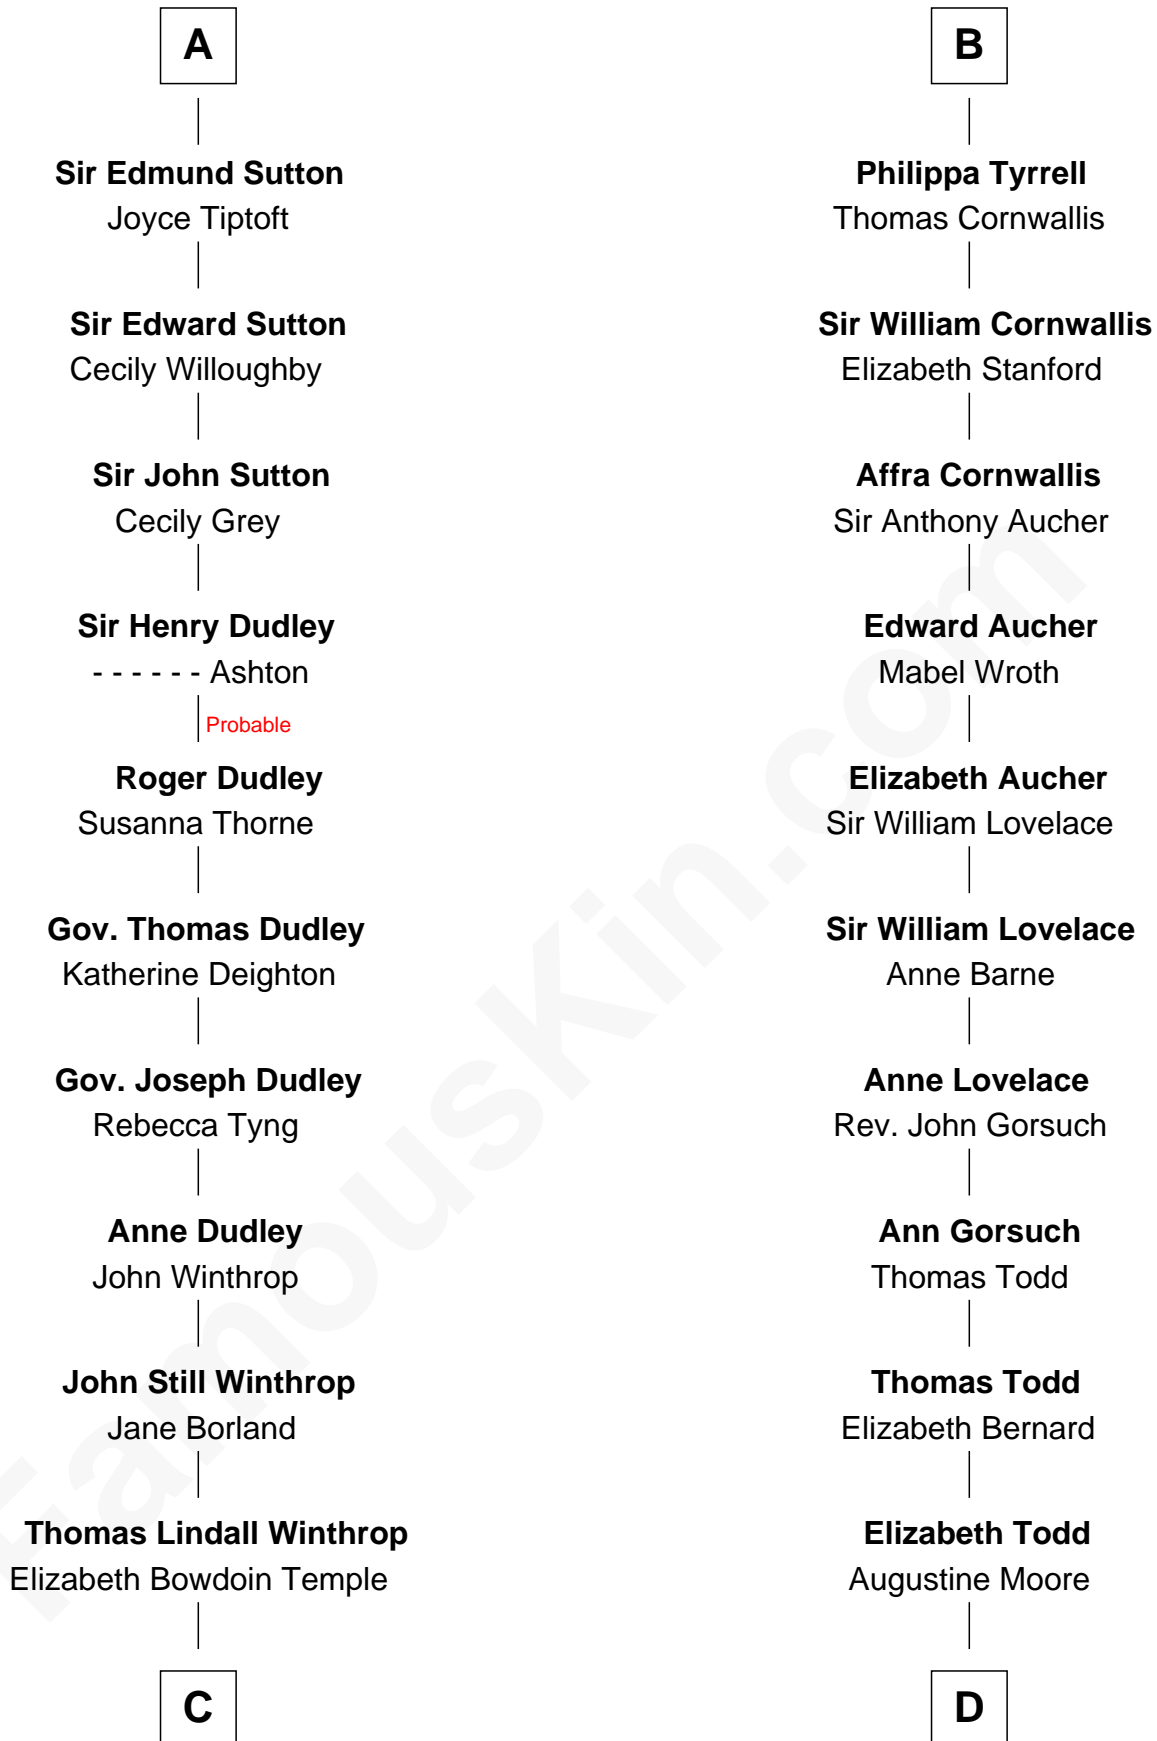 A
Sir Edmund Sutton
Joyce Tiptoft
Sir Edward Sutton
Cecily Willoughby
Sir John Sutton
Cecily Grey
Sir Henry Dudley
- - - - - - Ashton
Probable
Roger Dudley
Susanna Thorne
Gov. Thomas Dudley
Katherine Deighton
Gov. Joseph Dudley
Rebecca Tyng
Anne Dudley
John Winthrop
John Still Winthrop
Jane Borland
Thomas Lindall Winthrop
Elizabeth Bowdoin Temple
C
B
Philippa Tyrrell
Thomas Cornwallis
Sir William Cornwallis
Elizabeth Stanford
Affra Cornwallis
Sir Anthony Aucher
Edward Aucher
Mabel Wroth
Elizabeth Aucher
Sir William Lovelace
Sir William Lovelace
Anne Barne
Anne Lovelace
Rev. John Gorsuch
Ann Gorsuch
Thomas Todd
Thomas Todd
Elizabeth Bernard
Elizabeth Todd
Augustine Moore
D
FamousKin.com